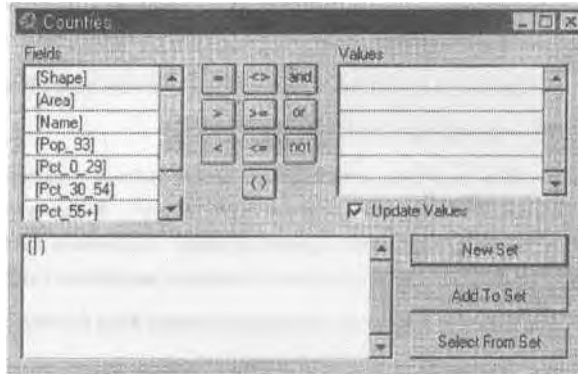 Counties
Fields
Values
[Shape]
[Area]
[Name]
[Pop_93]
[Pct_0_29]
[Pct_30_54]
[Pct_55+]
= <> and
> >= or
< <= not
()
Update Values
( )
New Set
Add To Set
Select From Set